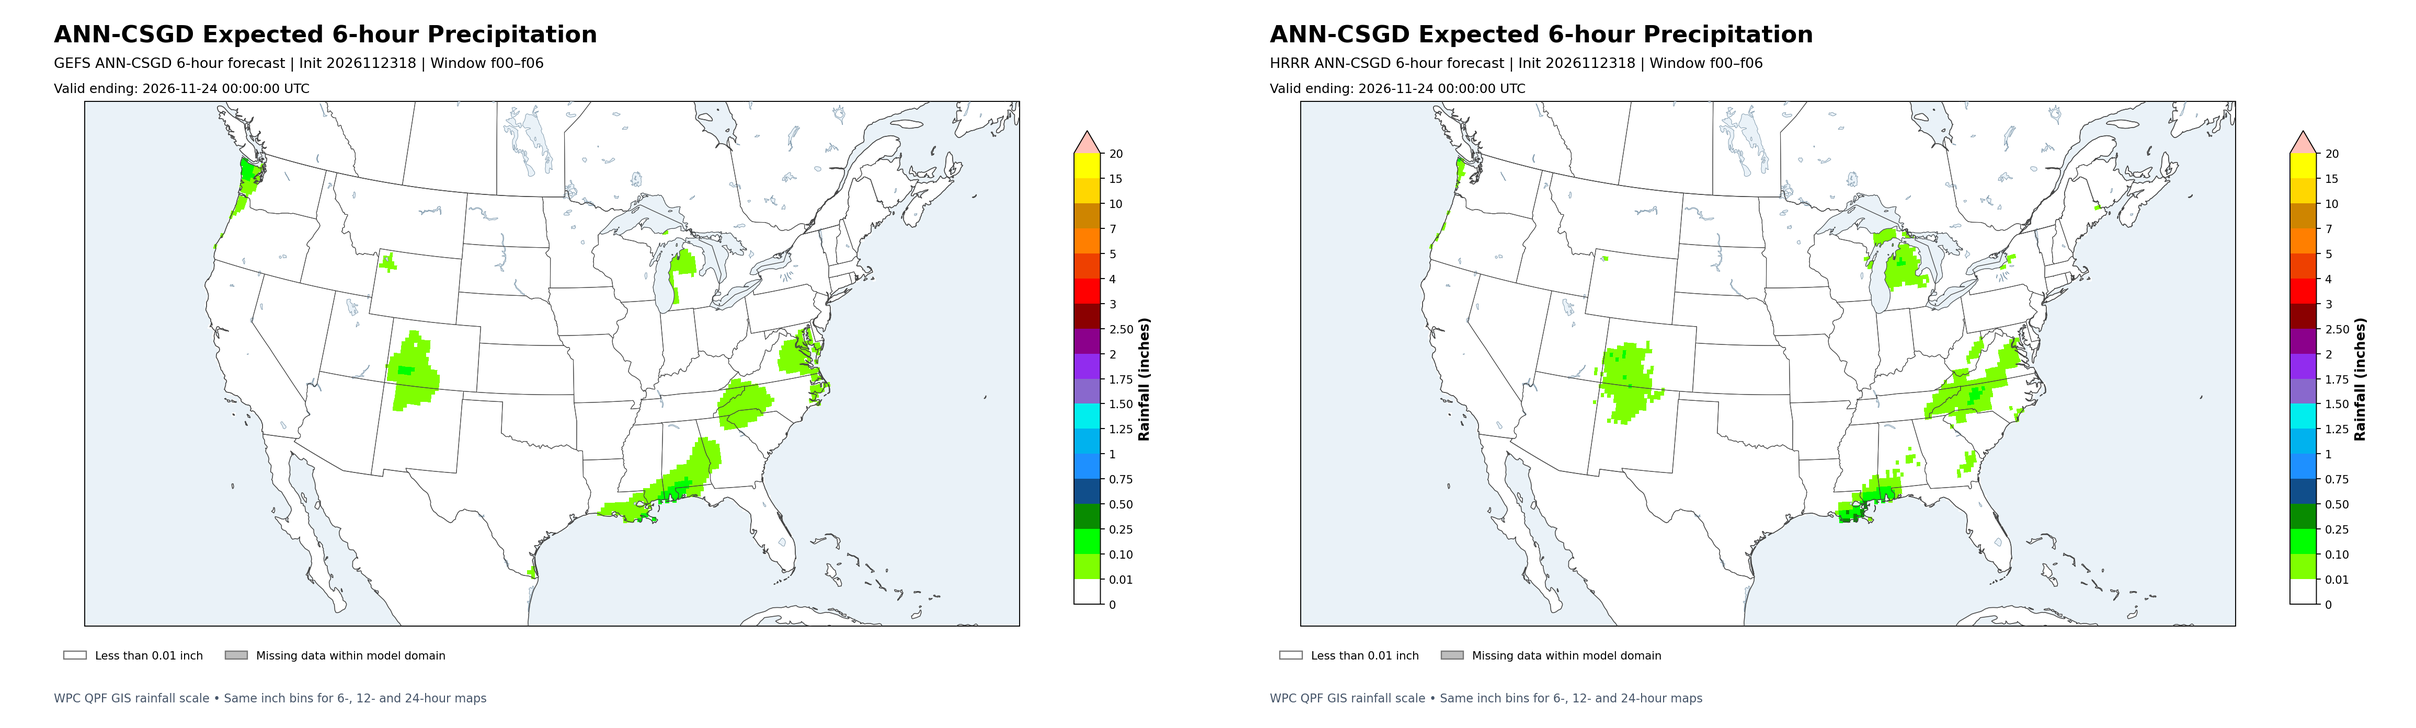 ANN-CSGD Expected 6-hour Precipitation
GEFS ANN-CSGD 6-hour forecast | Init 2026112318 | Window f00–f06
Valid ending: 2026-11-24 00:00:00 UTC
20
15
10
7
5
4
3
2.50
2
1.75
1.50
1.25
1
0.75
0.50
0.25
0.10
0.01
0
Rainfall (inches)
Less than 0.01 inch
Missing data within model domain
WPC QPF GIS rainfall scale • Same inch bins for 6-, 12- and 24-hour maps
ANN-CSGD Expected 6-hour Precipitation
HRRR ANN-CSGD 6-hour forecast | Init 2026112318 | Window f00–f06
Valid ending: 2026-11-24 00:00:00 UTC
20
15
10
7
5
4
3
2.50
2
1.75
1.50
1.25
1
0.75
0.50
0.25
0.10
0.01
0
Rainfall (inches)
Less than 0.01 inch
Missing data within model domain
WPC QPF GIS rainfall scale • Same inch bins for 6-, 12- and 24-hour maps